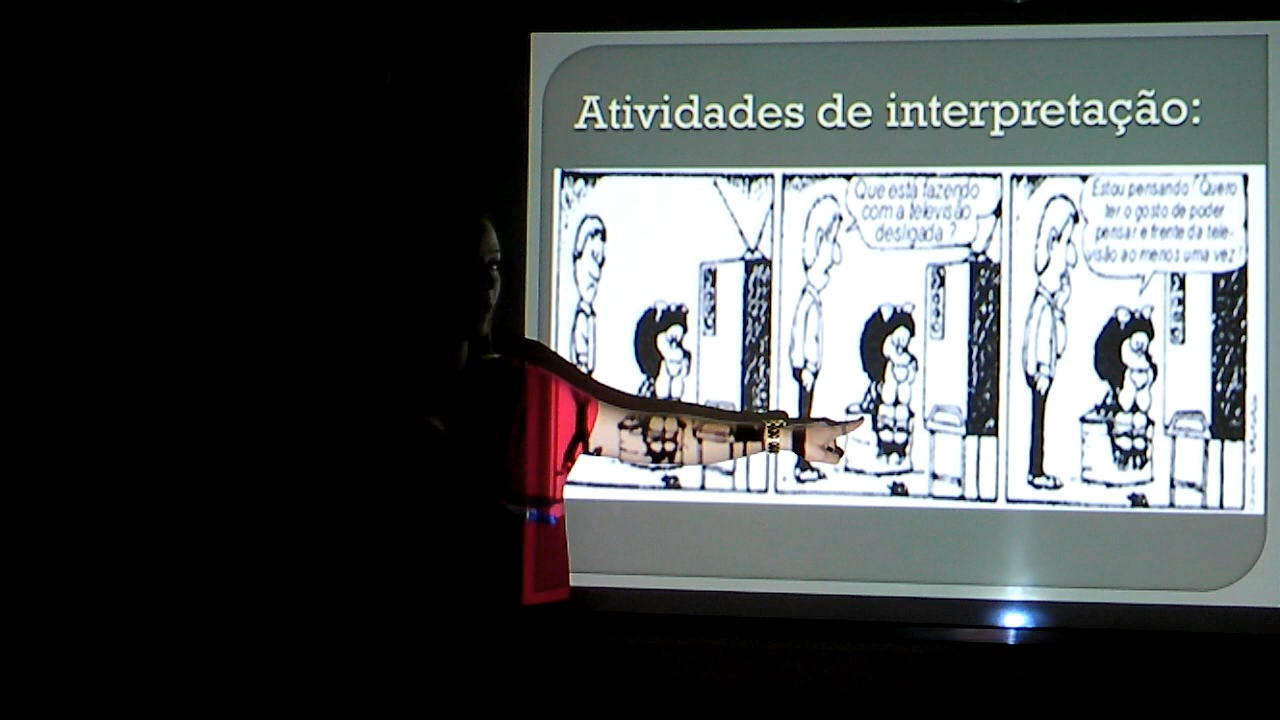 Atividades de interpretação:
Que está fazendo
com a televisão
desligada?
Estou pensando! Quero
ter o gosto de poder
pensar e frente da tele-
visão ao menos uma vez!